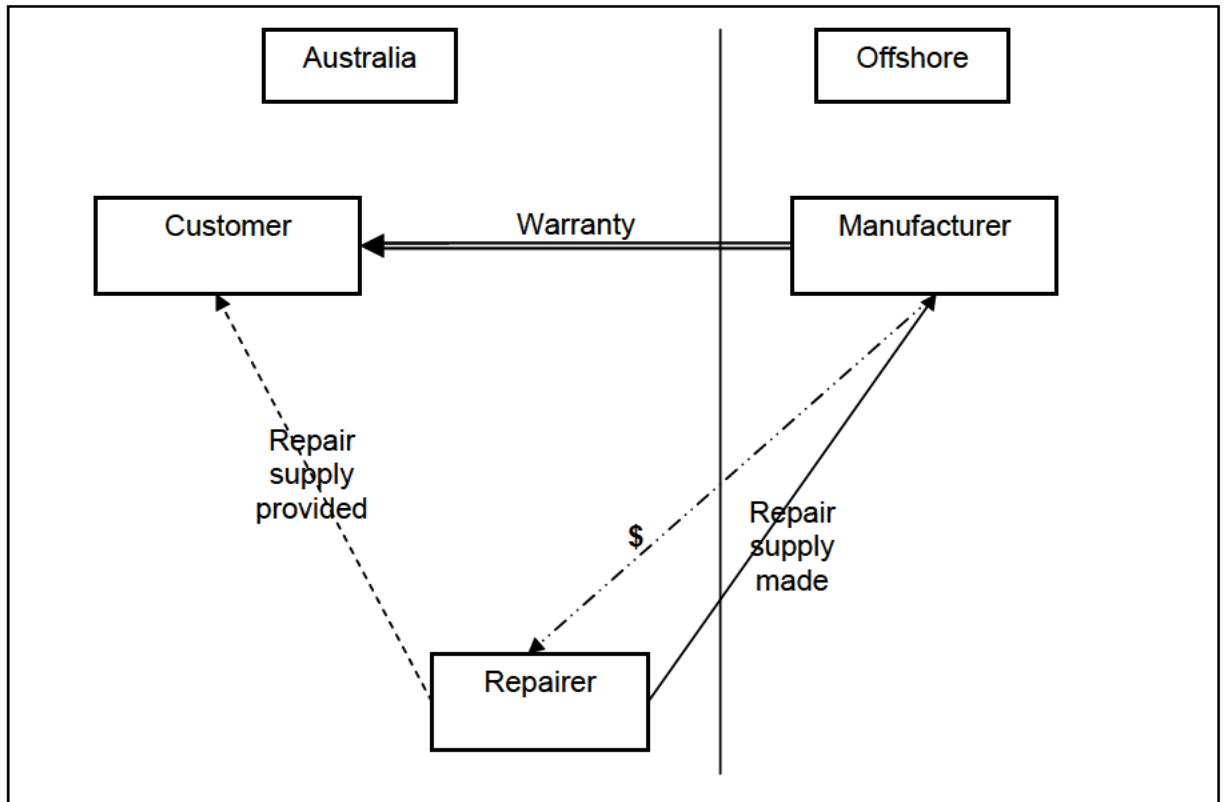 Australia
Offshore
Customer
Warranty
Manufacturer
Repair
supply
provided
$
Repair
supply
made
Repairer